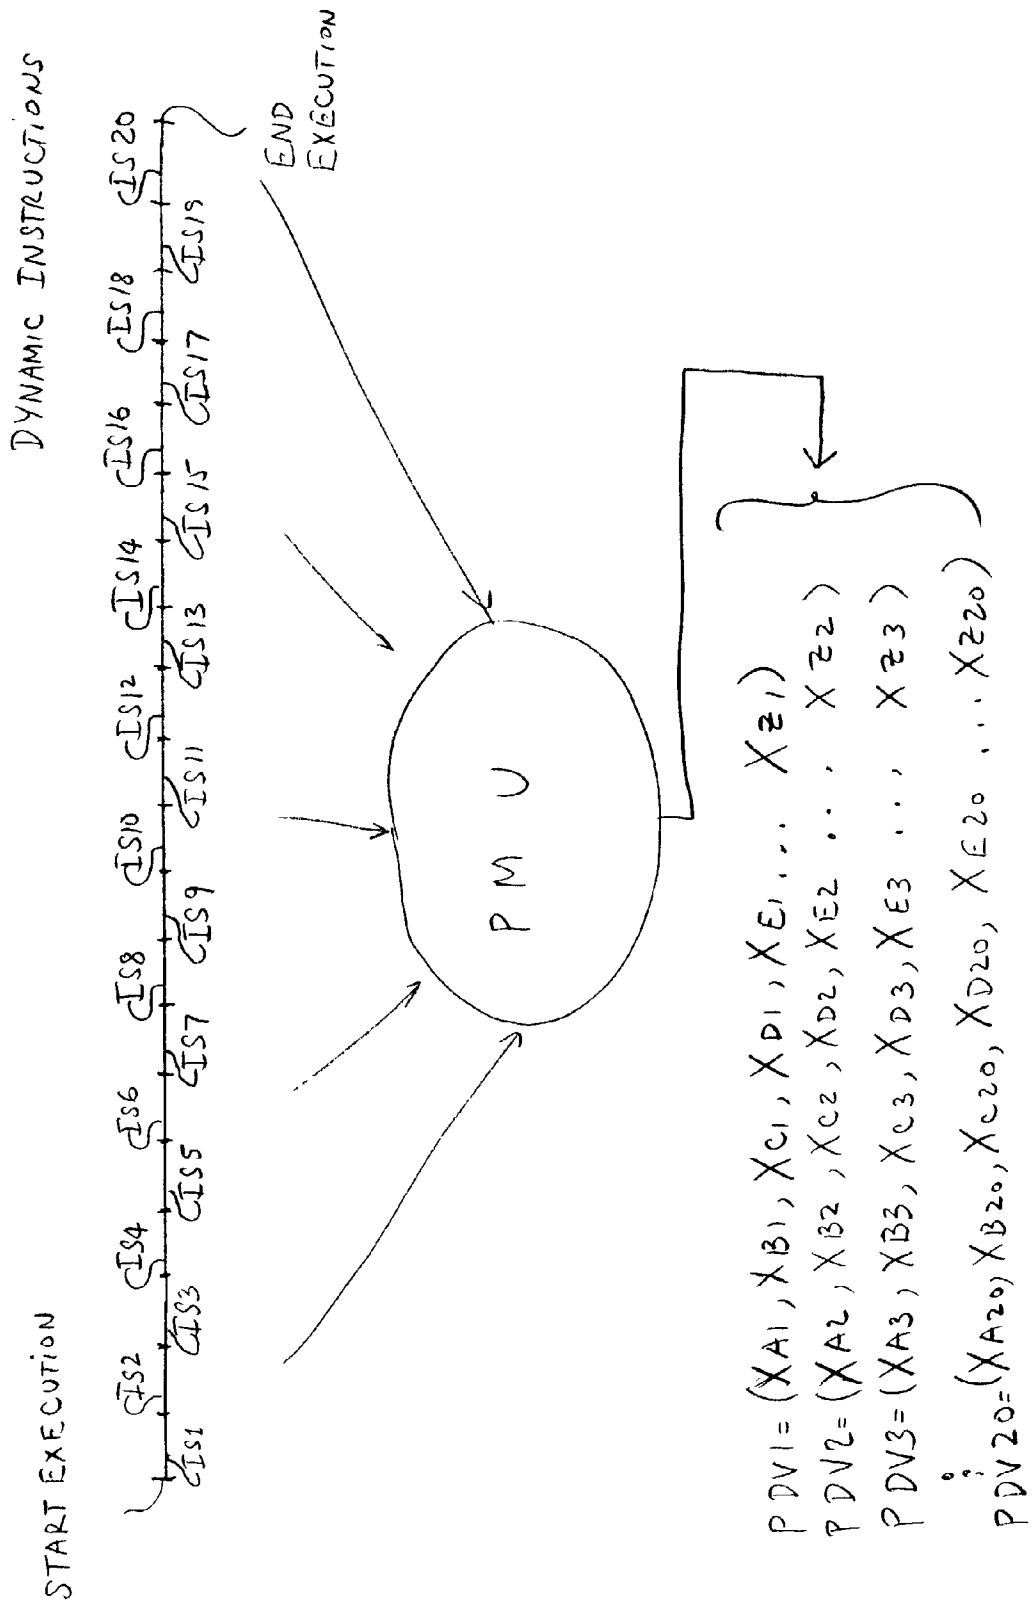 DYNAMIC INSTRUCTIONS
START EXECUTION
IS2 IS4 IS6 IS8 IS10 IS12 IS14 IS16 IS18 IS20
IS1 IS3 IS5 IS7 IS9 IS11 IS13 IS15 IS17 IS19
END
EXECUTION
PMU
PDV1=(XA1, XB1, XC1, XD1, XE1, ... XZ1)
PDV2=(XA2, XB2, XC2, XD2, XE2 ... XZ2)
PDV3=(XA3, XB3, XC3, XD3, XE3 ... XZ3)
PDV20=(XA20, XB20, XC20, XD20, XE20 ... XZ20)